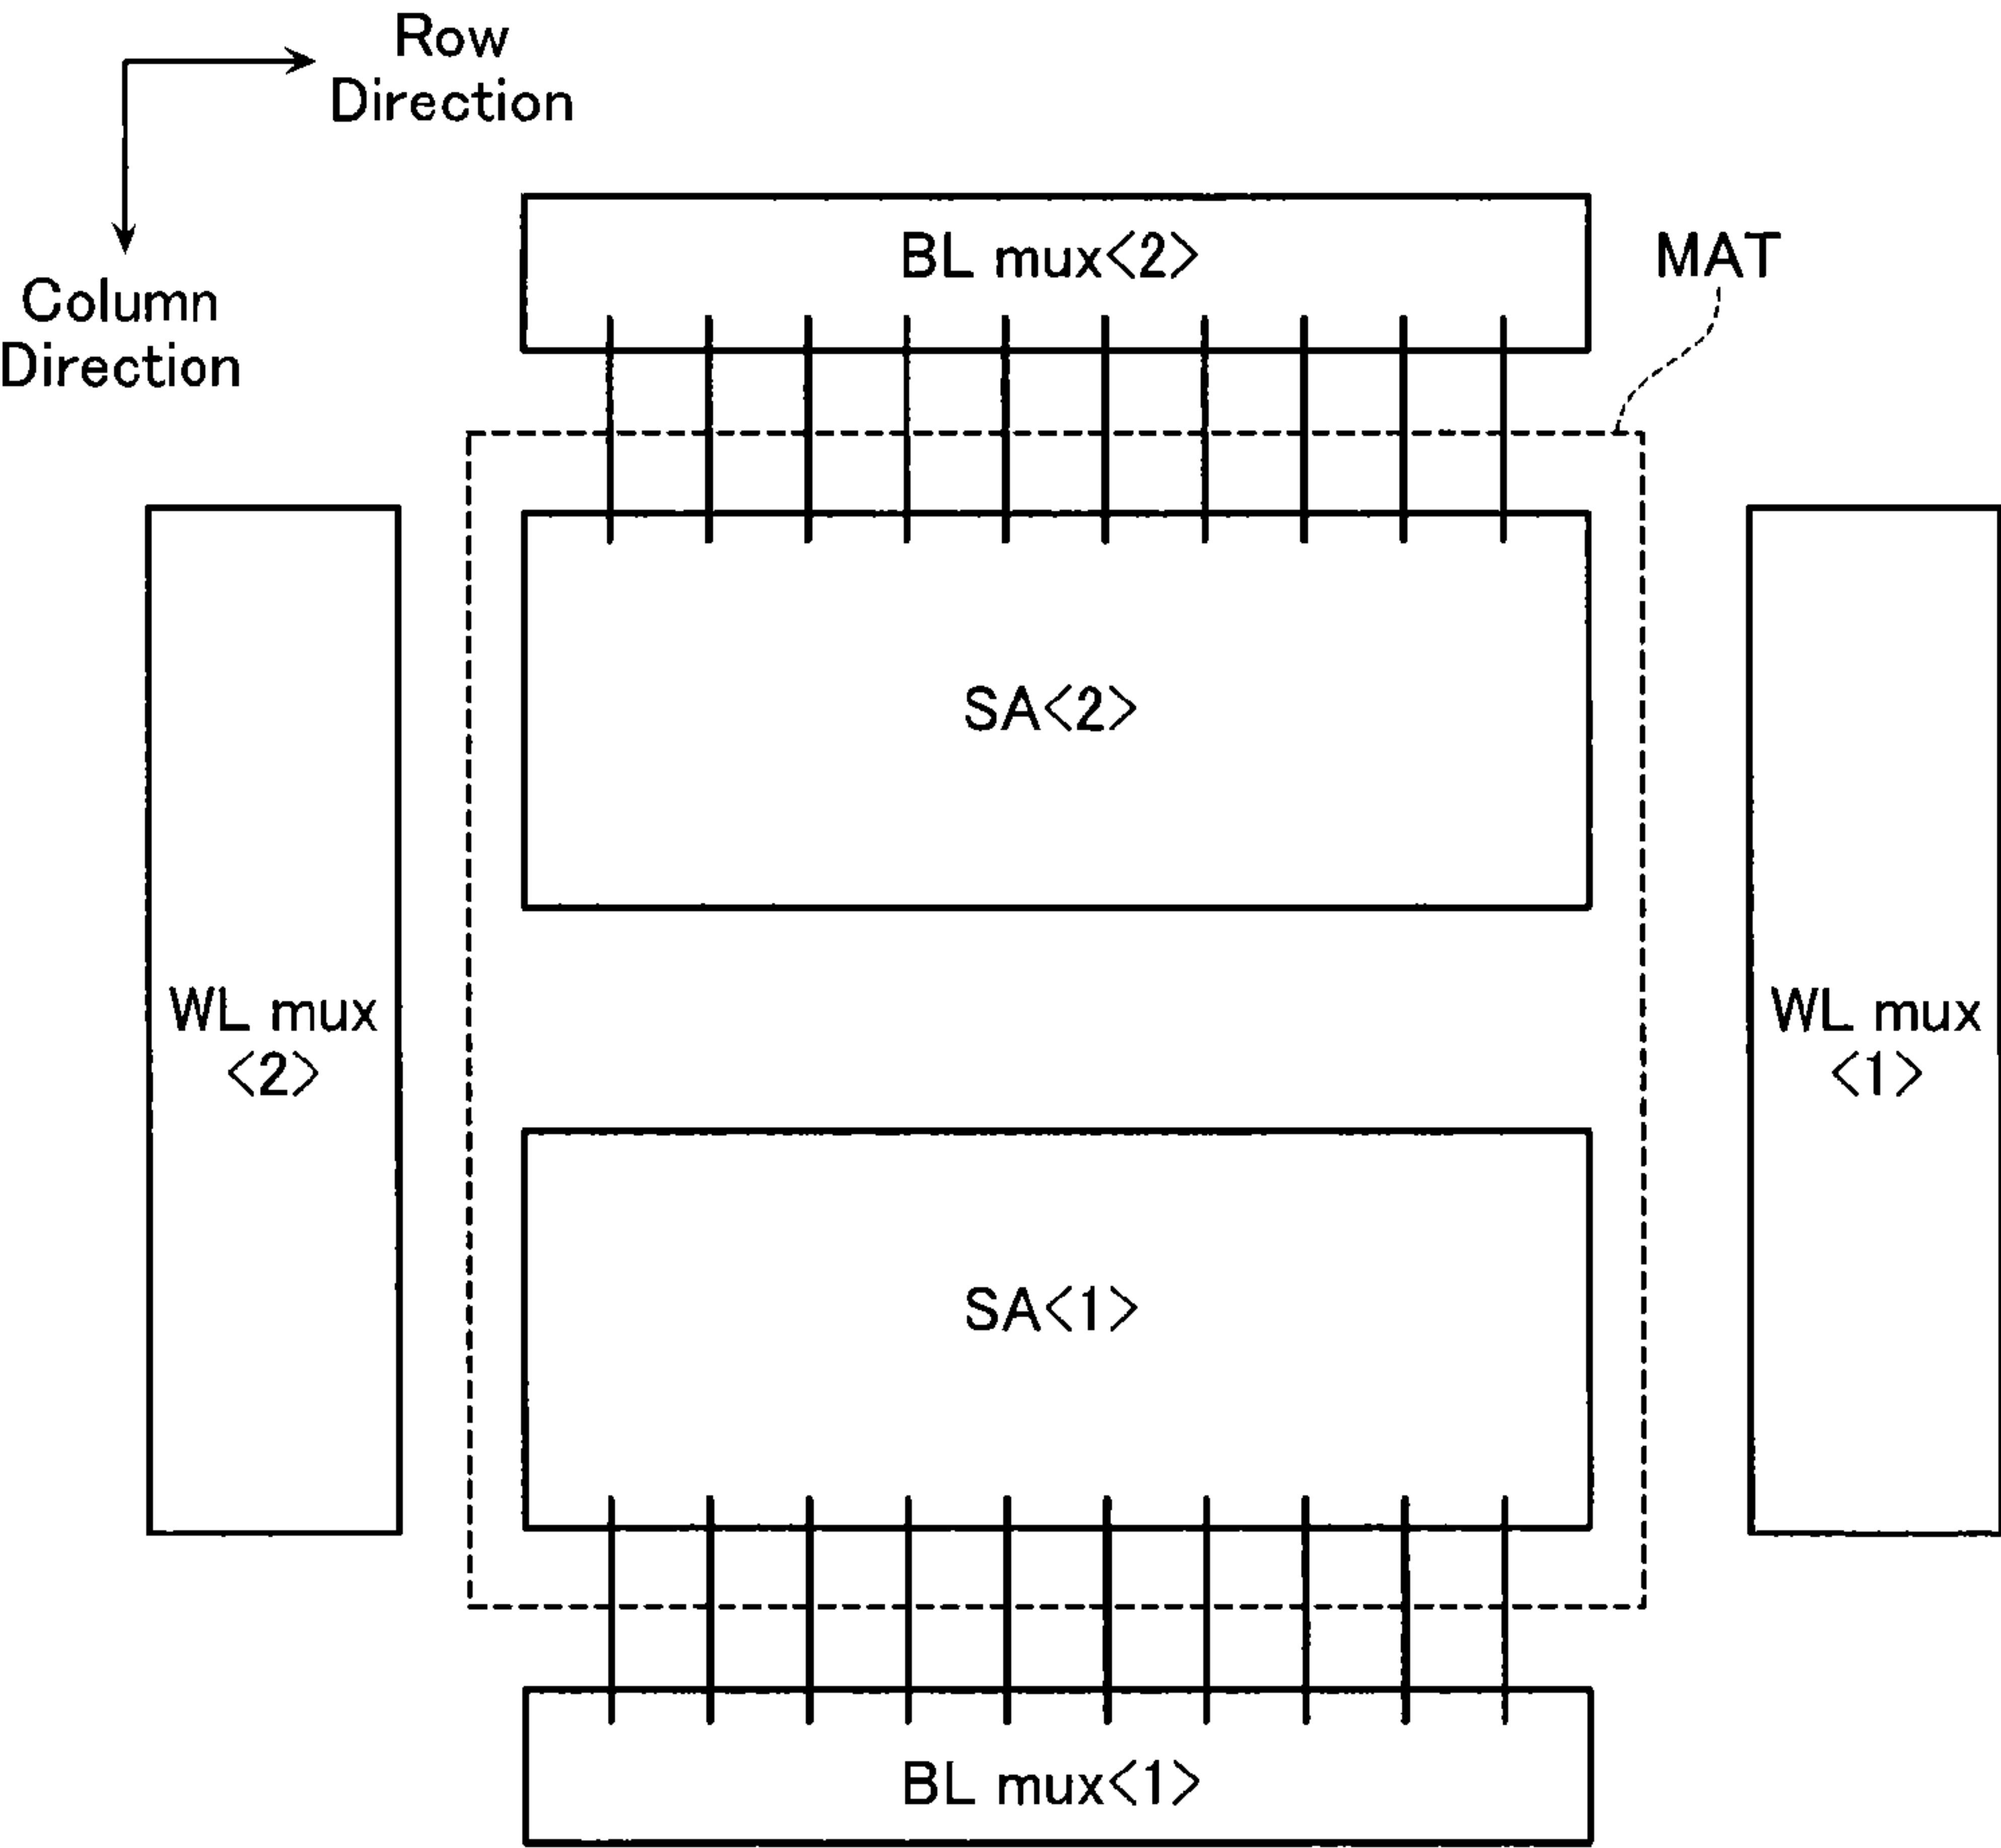 Row
Direction
Column
Direction
BL mux<2>
MAT
SA<2>
WL mux
<2>
WL mux
<1>
SA<1>
BL mux<1>